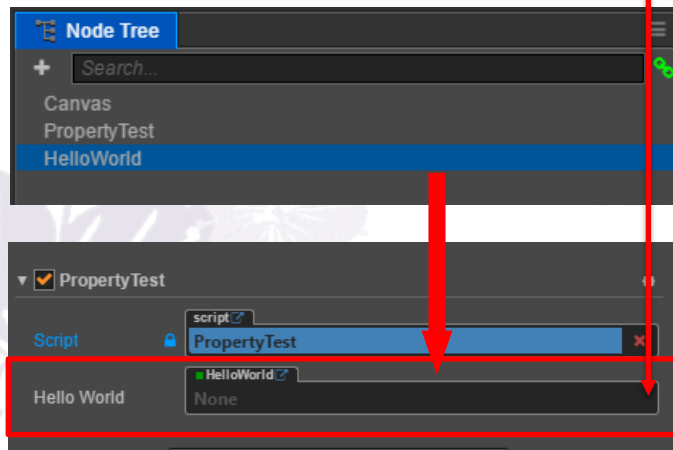 Node Tree
Search...
Canvas
PropertyTest
HelloWorld
PropertyTest
script
Script PropertyTest
HelloWorld
Hello World None